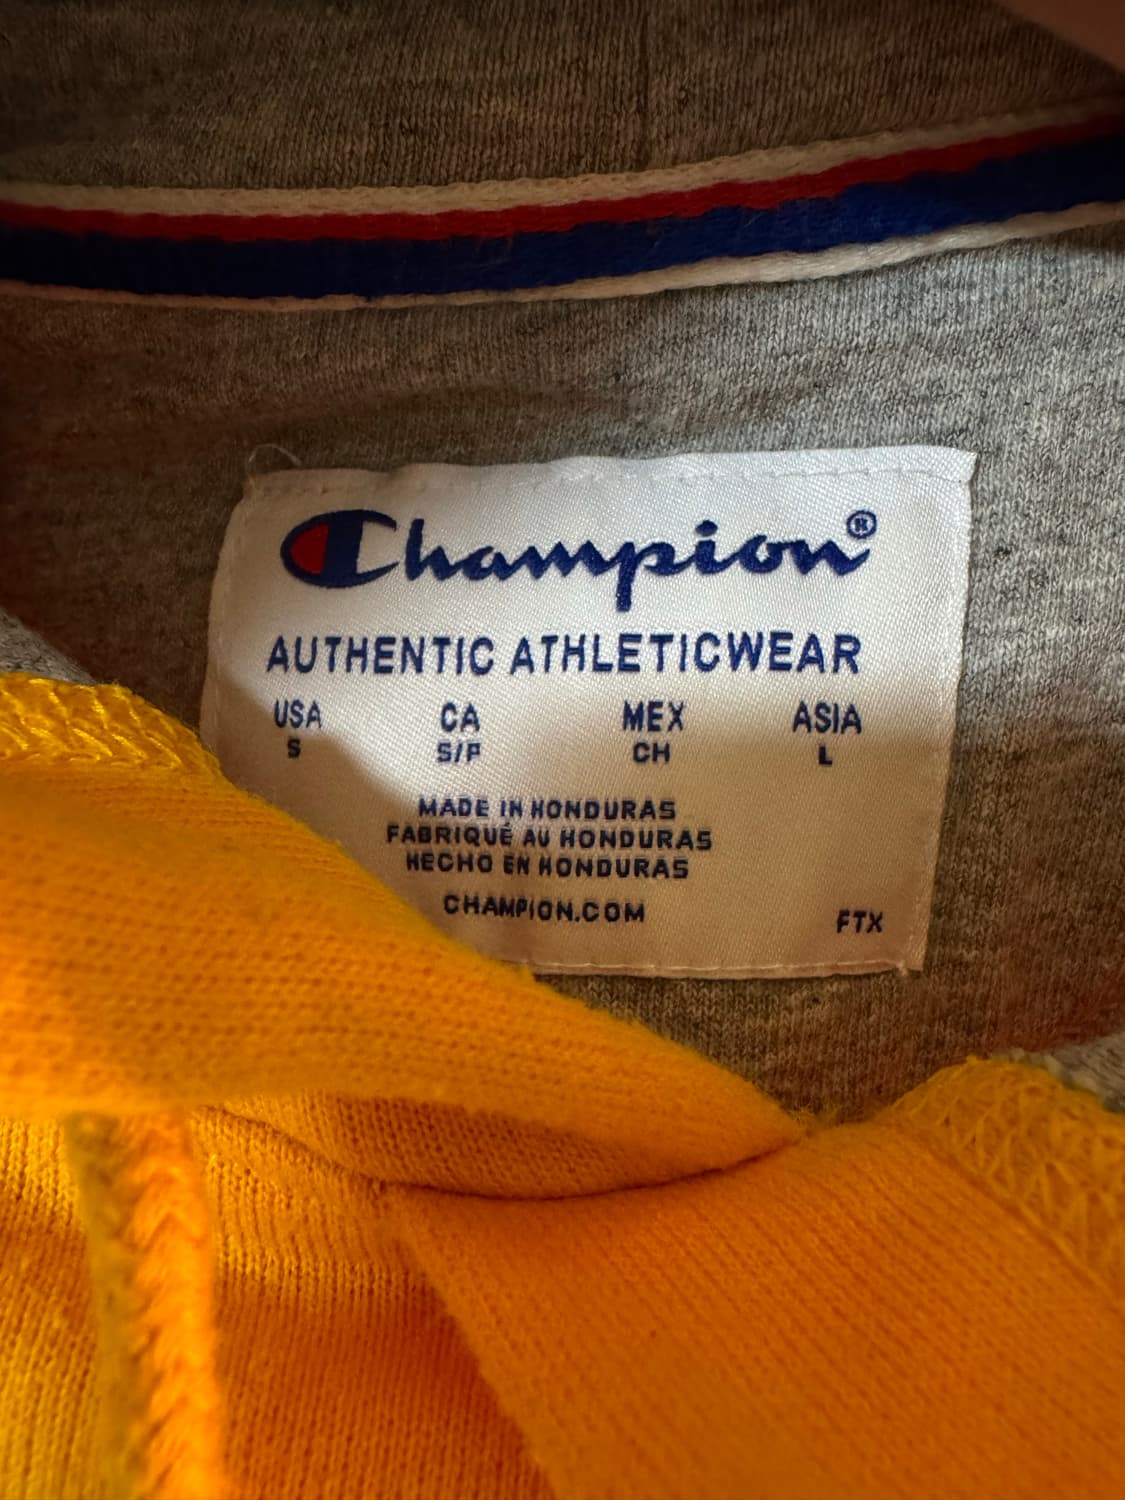 Champion®
AUTHENTIC ATHLETICWEAR
USA CA MEX ASIA
S S/P CH L
MADE IN HONDURAS
FABRIQUÉ AU HONDURAS
HECHO EN HONDURAS
CHAMPION.COM
FTX